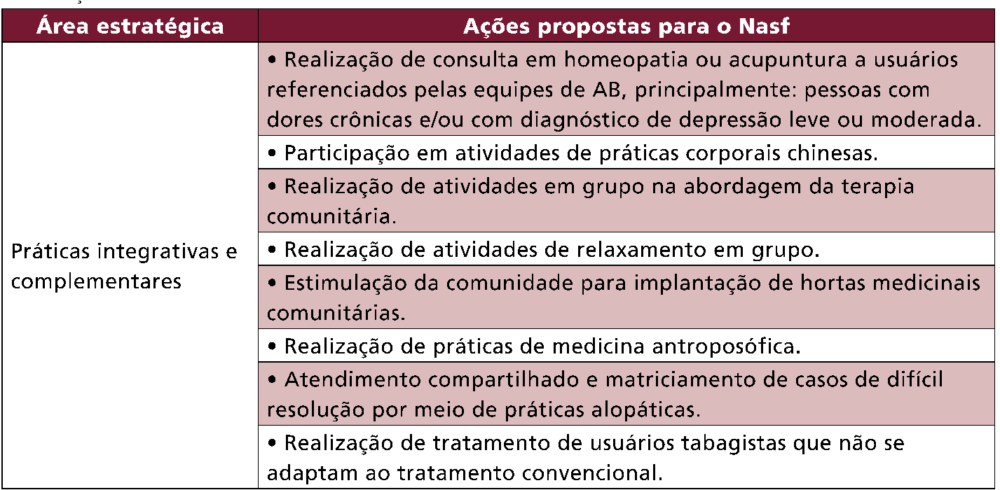 Área estratégica
Ações propostas para o Nasf
Práticas integrativas e
complementares
• Realização de consulta em homeopatia ou acupuntura a usuários
referenciados pelas equipes de AB, principalmente: pessoas com
dores crônicas e/ou com diagnóstico de depressão leve ou moderada.
• Participação em atividades de práticas corporais chinesas.
• Realização de atividades em grupo na abordagem da terapia
comunitária.
• Realização de atividades de relaxamento em grupo.
• Estimulação da comunidade para implantação de hortas medicinais
comunitárias.
• Realização de práticas de medicina antroposófica.
• Atendimento compartilhado e matriciamento de casos de difícil
resolução por meio de práticas alopáticas.
• Realização de tratamento de usuários tabagistas que não se
adaptam ao tratamento convencional.